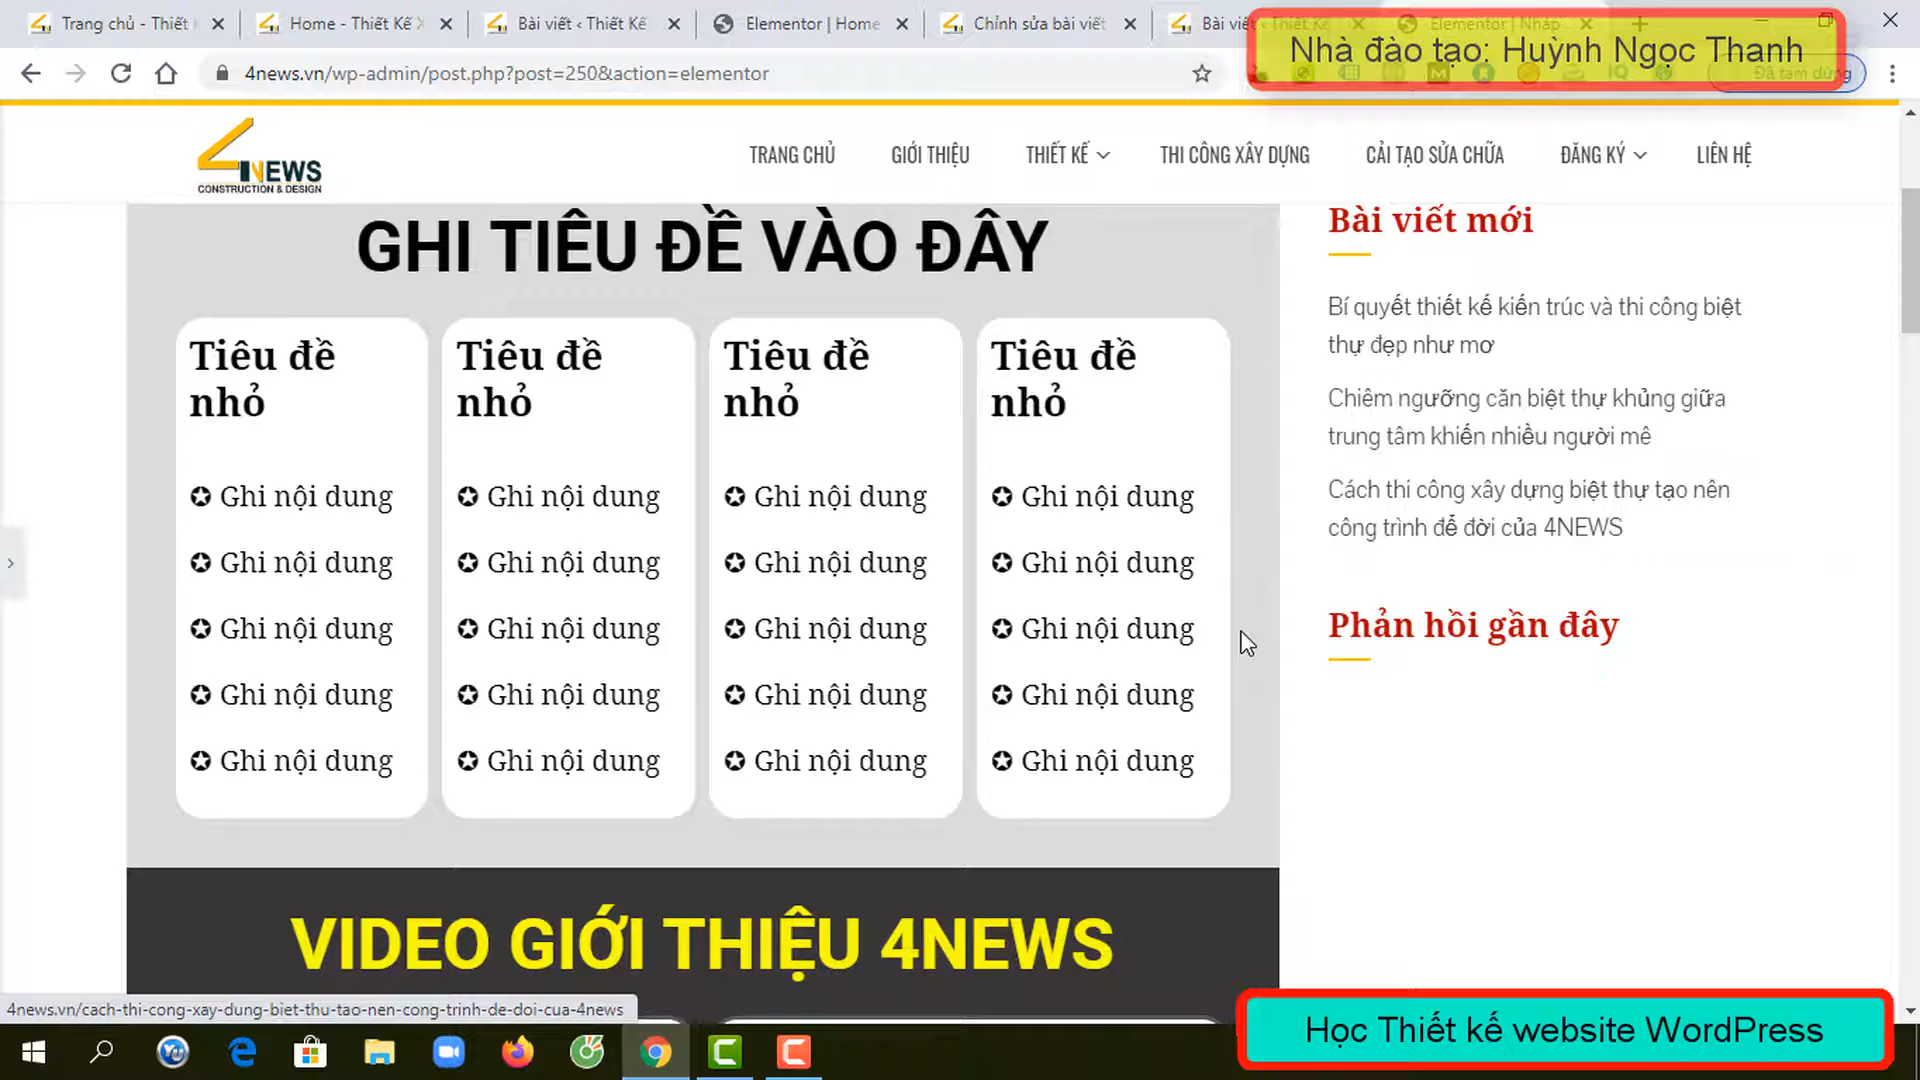 Trang chủ - Thiết
Home - Thiết Kế X
Bài viết ‹ Thiết Kế
Elementor | Home
Chỉnh sửa bài viết
Bài viết ‹ Thiết Kế
Elementor | Nháp
Nhà đào tạo: Huỳnh Ngọc Thanh
4news.vn/wp-admin/post.php?post=250&action=elementor
Đã tạm dừng
4NEWS
CONSTRUCTION & DESIGN
TRANG CHỦ
GIỚI THIỆU
THIẾT KẾ
THI CÔNG XÂY DỰNG
CẢI TẠO SỬA CHỮA
ĐĂNG KÝ
LIÊN HỆ
GHI TIÊU ĐỀ VÀO ĐÂY
Tiêu đề
nhỏ
Ghi nội dung
Ghi nội dung
Ghi nội dung
Ghi nội dung
Ghi nội dung
Tiêu đề
nhỏ
Ghi nội dung
Ghi nội dung
Ghi nội dung
Ghi nội dung
Ghi nội dung
Tiêu đề
nhỏ
Ghi nội dung
Ghi nội dung
Ghi nội dung
Ghi nội dung
Ghi nội dung
Tiêu đề
nhỏ
Ghi nội dung
Ghi nội dung
Ghi nội dung
Ghi nội dung
Ghi nội dung
Bài viết mới
Bí quyết thiết kế kiến trúc và thi công biệt
thự đẹp như mơ
Chiêm ngưỡng căn biệt thự khủng giữa
trung tâm khiến nhiều người mê
Cách thi công xây dựng biệt thự tạo nên
công trình để đời của 4NEWS
Phản hồi gần đây
VIDEO GIỚI THIỆU 4NEWS
4news.vn/cach-thi-cong-xay-dung-biet-thu-tao-nen-cong-trinh-de-doi-cua-4news
Học Thiết kế website WordPress